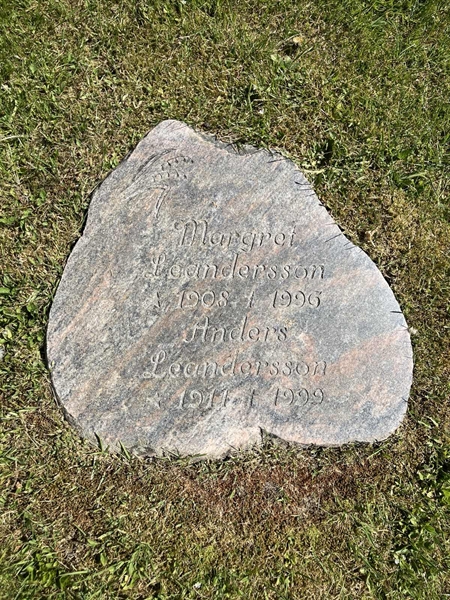 Margret
Leandersson
* 1908 † 1996
Anders
Leandersson
* 1911 † 1999